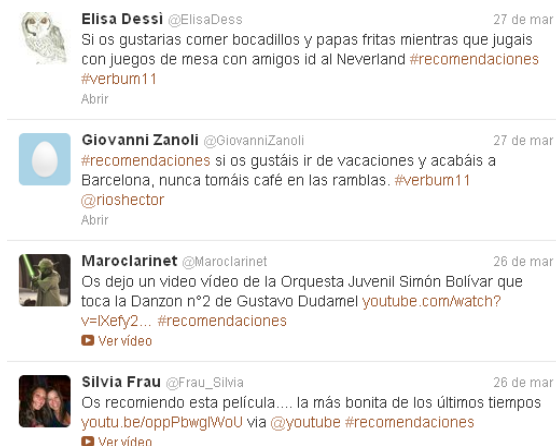 Elisa Dessì @ElisaDess 27 de mar
Si os gustarias comer bocadillos y papas fritas mientras que jugais
con juegos de mesa con amigos id al Neverland #recomendaciones
#verbum11
Abrir
Giovanni Zanoli @GiovanniZanoli 27 de mar
#recomendaciones si os gustáis ir de vacaciones y acabáis a
Barcelona, nunca tomáis café en las ramblas. #verbum11
@rioshector
Abrir
Maroclarinet @Maroclarinet 26 de mar
Os dejo un video vídeo de la Orquesta Juvenil Simón Bolívar que
toca la Danzon n°2 de Gustavo Dudamel youtube.com/watch?
v=IXefy2... #recomendaciones
Ver vídeo
Silvia Frau @Frau_Silvia 26 de mar
Os recomiendo esta película.... la más bonita de los últimos tiempos
youtu.be/oppPbwglWoU via @youtube #recomendaciones
Ver vídeo